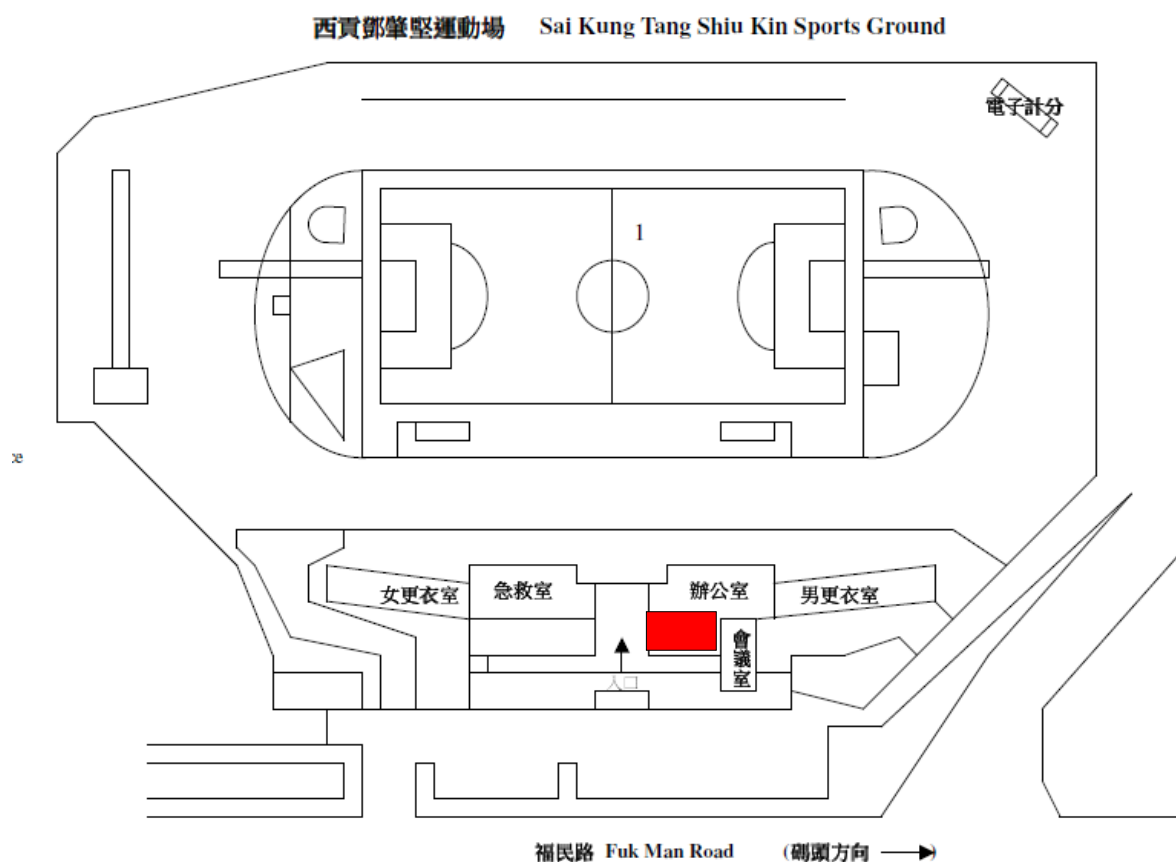 西貢鄧肇堅運動場 Sai Kung Tang Shiu Kin Sports Ground
電子計分
1
ce
女更衣室 急救室 辦公室 男更衣室
會議室
入口
福民路 Fuk Man Road (碼頭方向 )